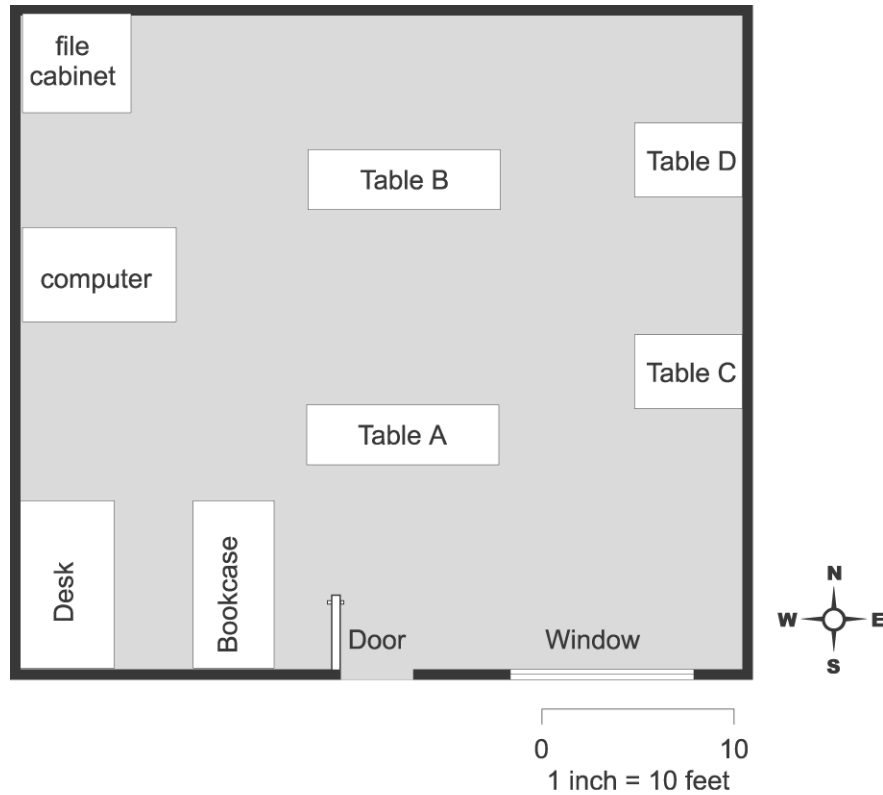 file
cabinet
Table B
Table D
computer
Table C
Table A
Desk
Bookcase
Door
Window
N
W
E
S
0
10
1 inch = 10 feet